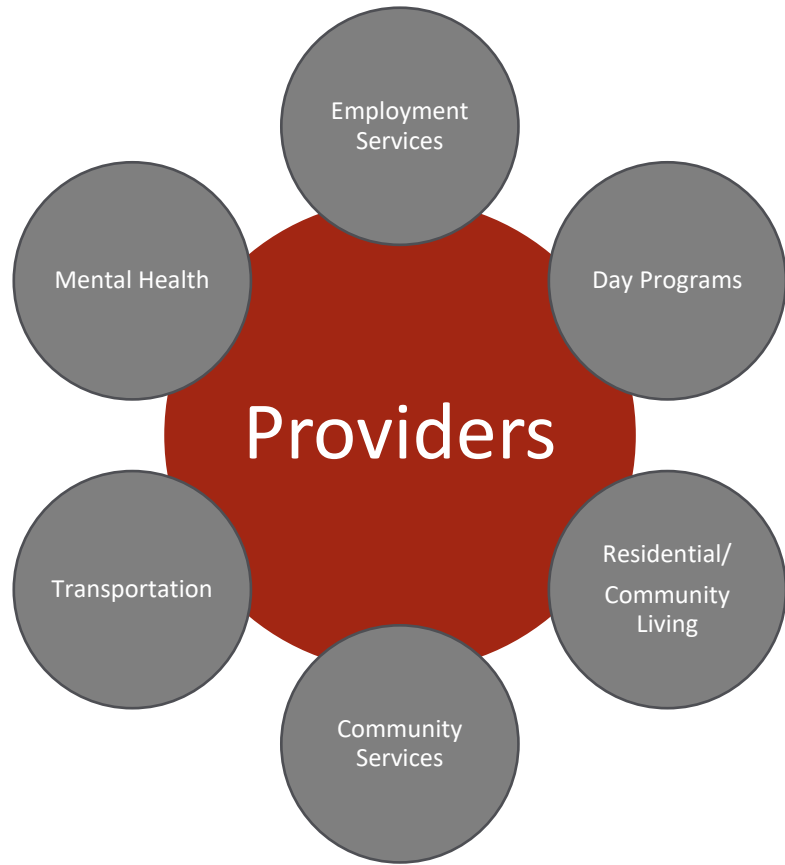 Employment
Services
Mental Health
Day Programs
Providers
Transportation
Residential/
Community
Living
Community
Services